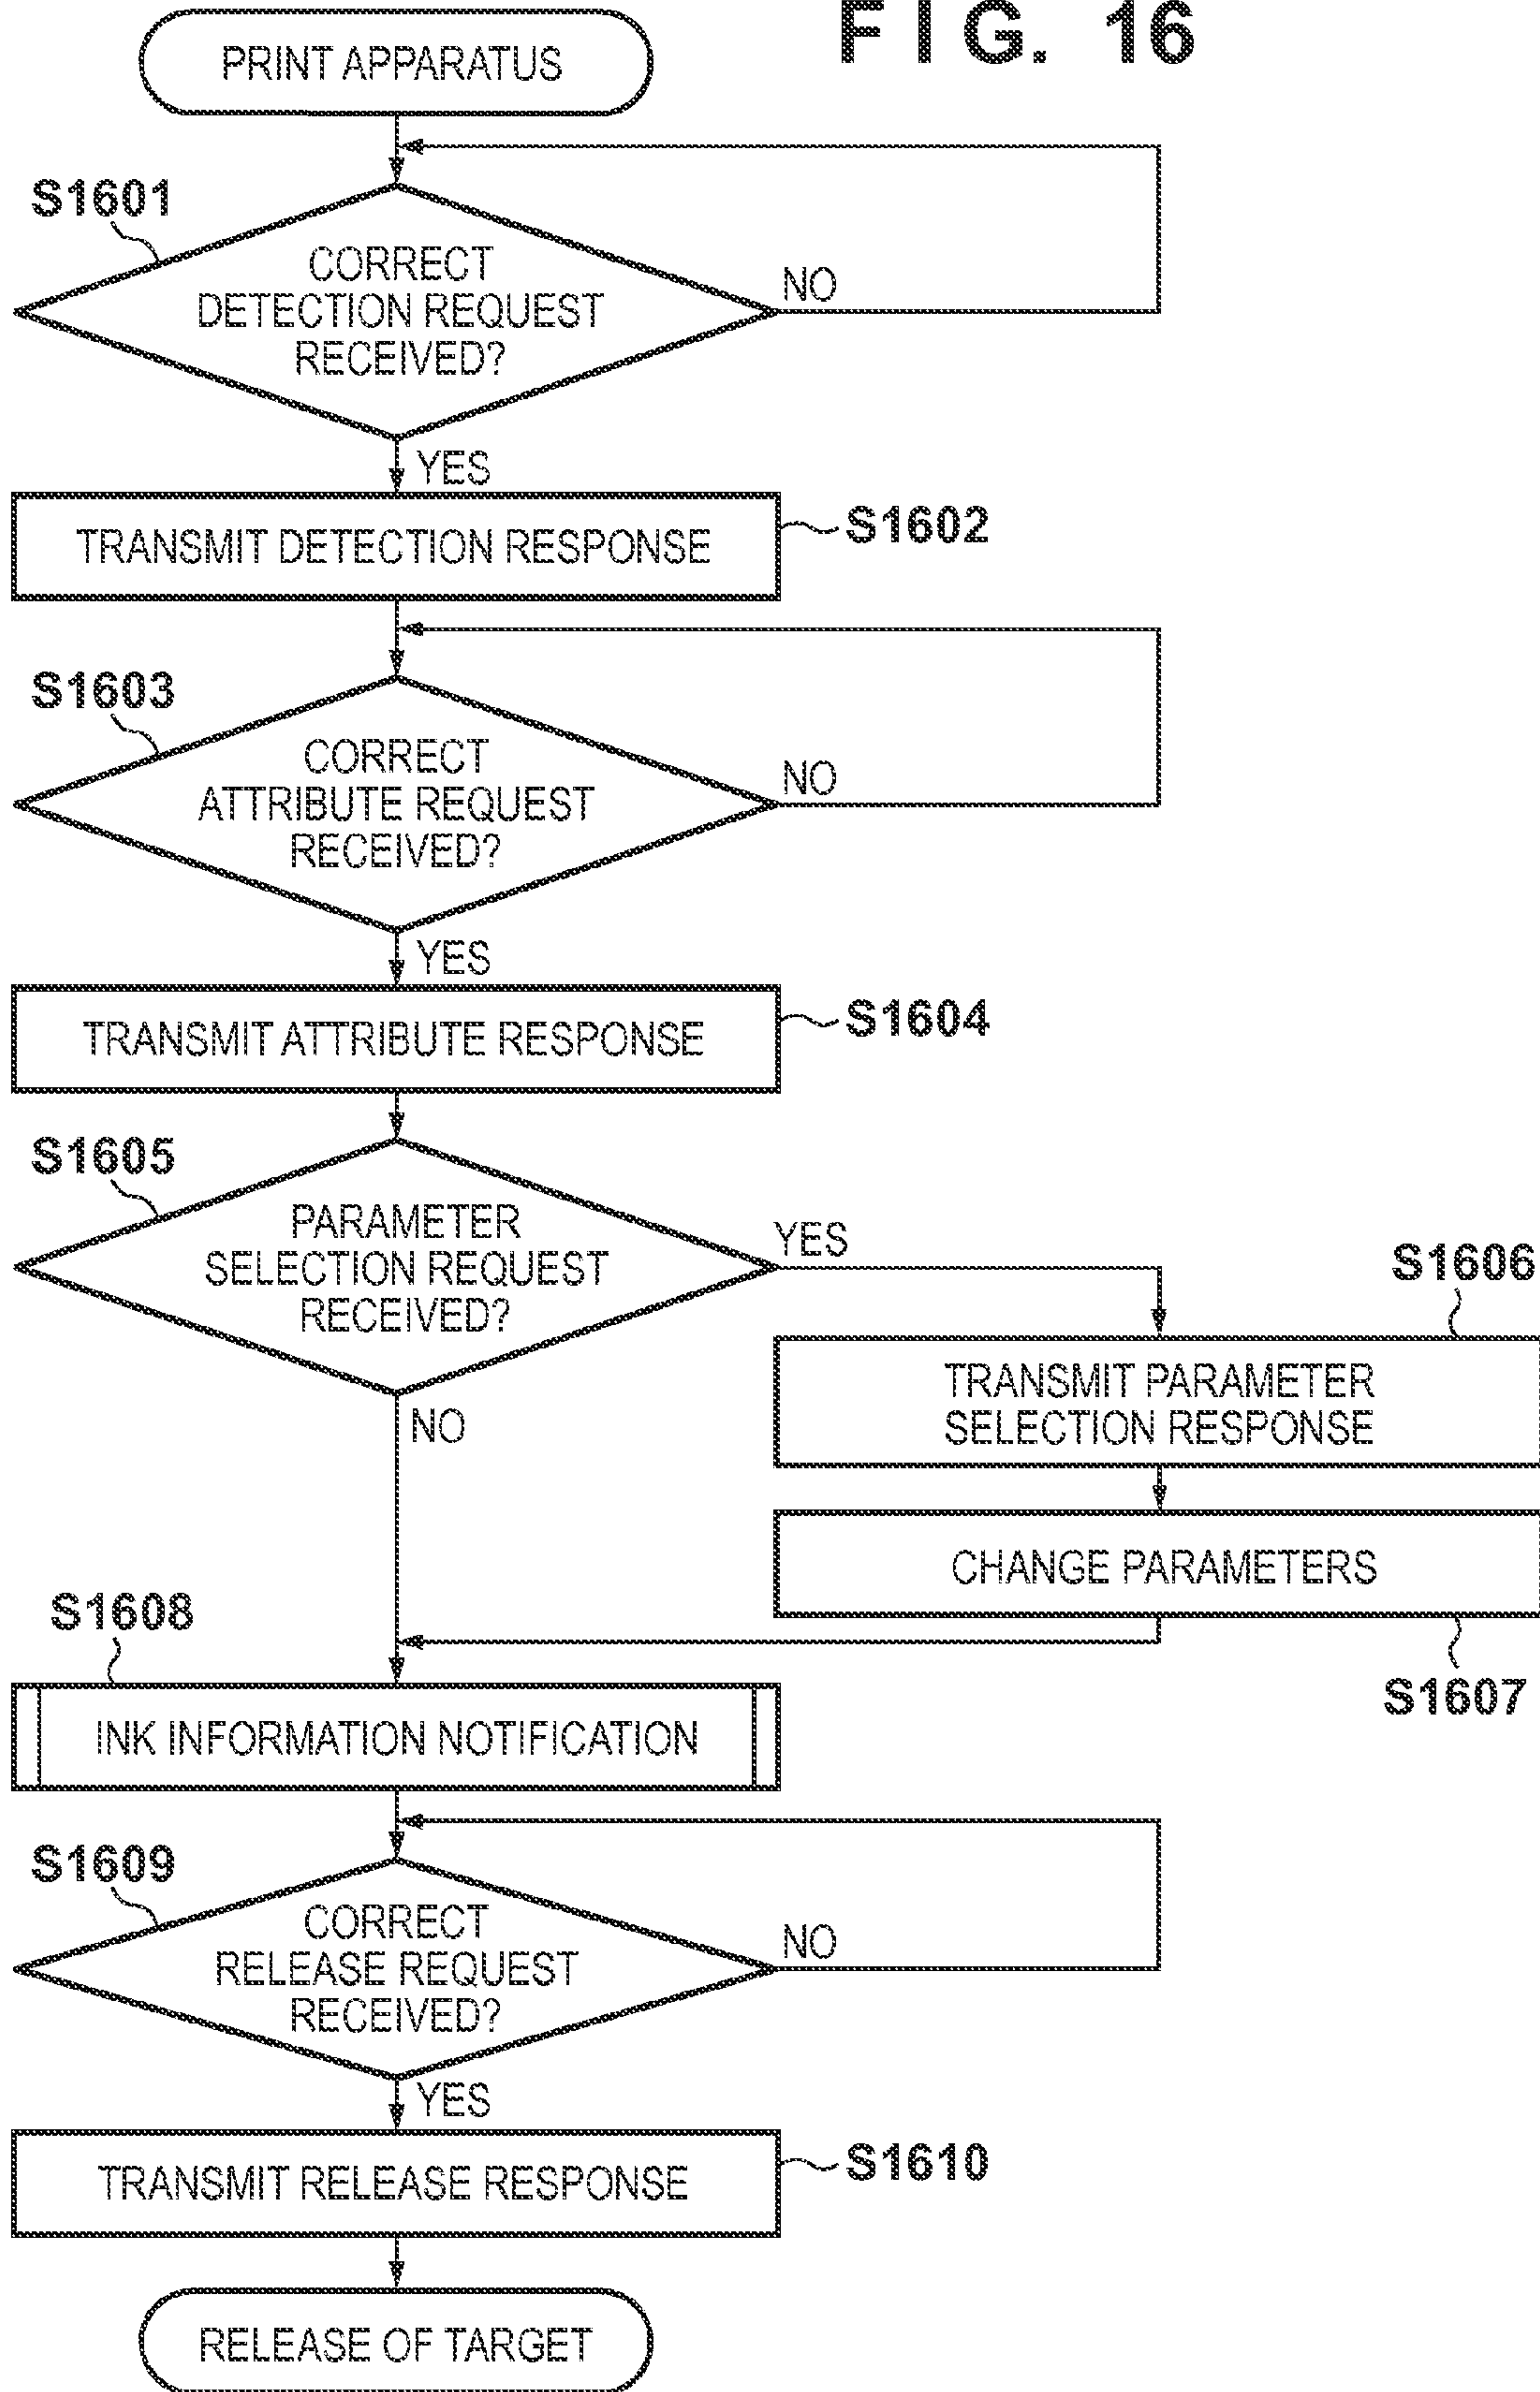 F I G. 16
PRINT APPARATUS
S1601
CORRECT
DETECTION REQUEST
RECEIVED?
NO
YES
TRANSMIT DETECTION RESPONSE
S1602
S1603
CORRECT
ATTRIBUTE REQUEST
RECEIVED?
NO
YES
TRANSMIT ATTRIBUTE RESPONSE
S1604
S1605
PARAMETER
SELECTION REQUEST
RECEIVED?
YES
NO
S1606
TRANSMIT PARAMETER
SELECTION RESPONSE
CHANGE PARAMETERS
S1607
S1608
INK INFORMATION NOTIFICATION
S1609
CORRECT
RELEASE REQUEST
RECEIVED?
NO
YES
TRANSMIT RELEASE RESPONSE
S1610
RELEASE OF TARGET